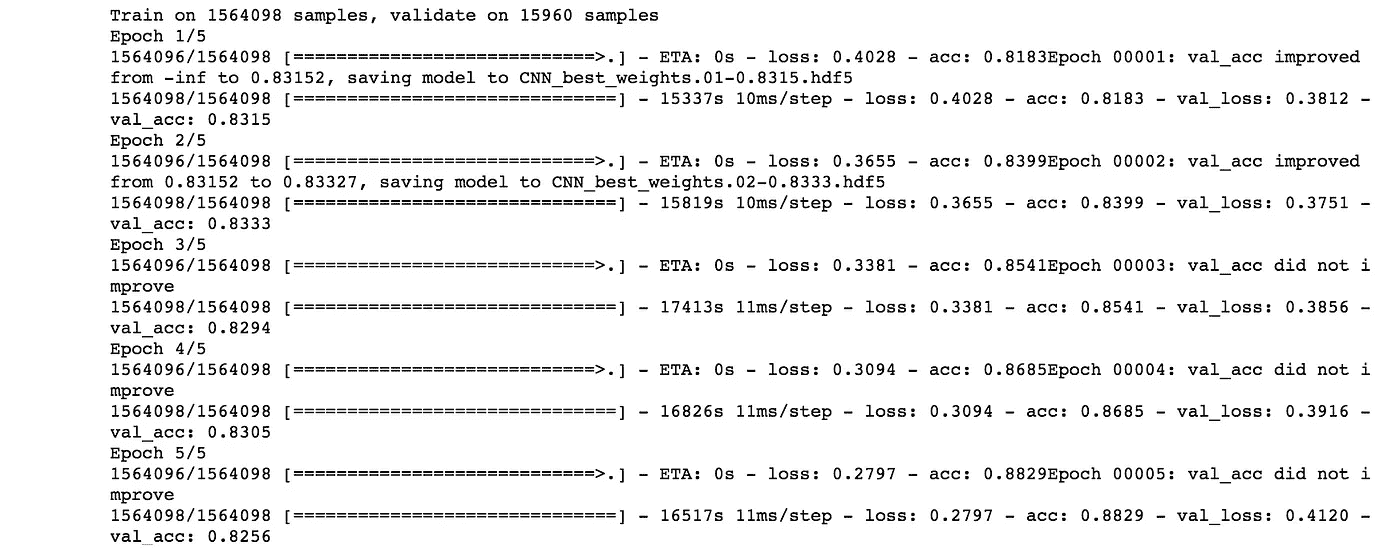 Train on 1564098 samples, validate on 15960 samples
Epoch 1/5
1564096/1564098 [============================>.] - ETA: 0s - loss: 0.4028 - acc: 0.8183Epoch 00001: val_acc improved
from -inf to 0.83152, saving model to CNN_best_weights.01-0.8315.hdf5
1564098/1564098 [==============================] - 15337s 10ms/step - loss: 0.4028 - acc: 0.8183 - val_loss: 0.3812 -
val_acc: 0.8315
Epoch 2/5
1564096/1564098 [============================>.] - ETA: 0s - loss: 0.3655 - acc: 0.8399Epoch 00002: val_acc improved
from 0.83152 to 0.83327, saving model to CNN_best_weights.02-0.8333.hdf5
1564098/1564098 [==============================] - 15819s 10ms/step - loss: 0.3655 - acc: 0.8399 - val_loss: 0.3751 -
val_acc: 0.8333
Epoch 3/5
1564096/1564098 [============================>.] - ETA: 0s - loss: 0.3381 - acc: 0.8541Epoch 00003: val_acc did not i
mprove
1564098/1564098 [==============================] - 17413s 11ms/step - loss: 0.3381 - acc: 0.8541 - val_loss: 0.3856 -
val_acc: 0.8294
Epoch 4/5
1564096/1564098 [============================>.] - ETA: 0s - loss: 0.3094 - acc: 0.8685Epoch 00004: val_acc did not i
mprove
1564098/1564098 [==============================] - 16826s 11ms/step - loss: 0.3094 - acc: 0.8685 - val_loss: 0.3916 -
val_acc: 0.8305
Epoch 5/5
1564096/1564098 [============================>.] - ETA: 0s - loss: 0.2797 - acc: 0.8829Epoch 00005: val_acc did not i
mprove
1564098/1564098 [==============================] - 16517s 11ms/step - loss: 0.2797 - acc: 0.8829 - val_loss: 0.4120 -
val_acc: 0.8256